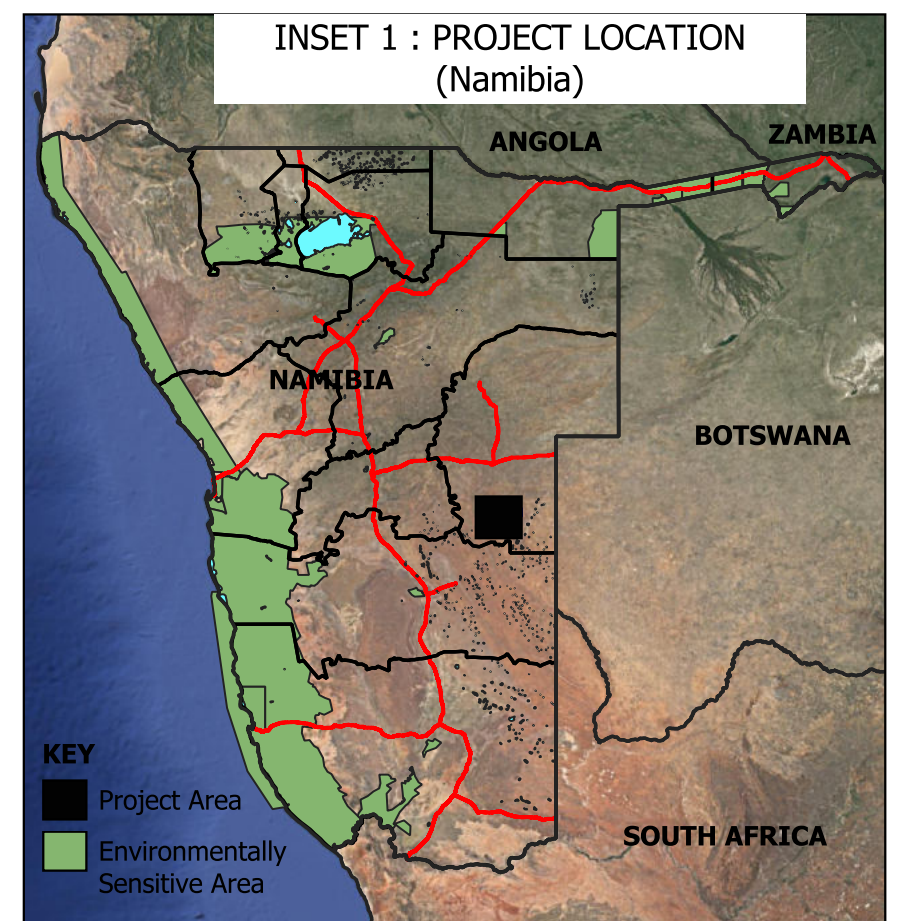 INSET 1 : PROJECT LOCATION
(Namibia)
ANGOLA
ZAMBIA
NAMIBIA
BOTSWANA
SOUTH AFRICA
KEY
Project Area
Environmentally
Sensitive Area